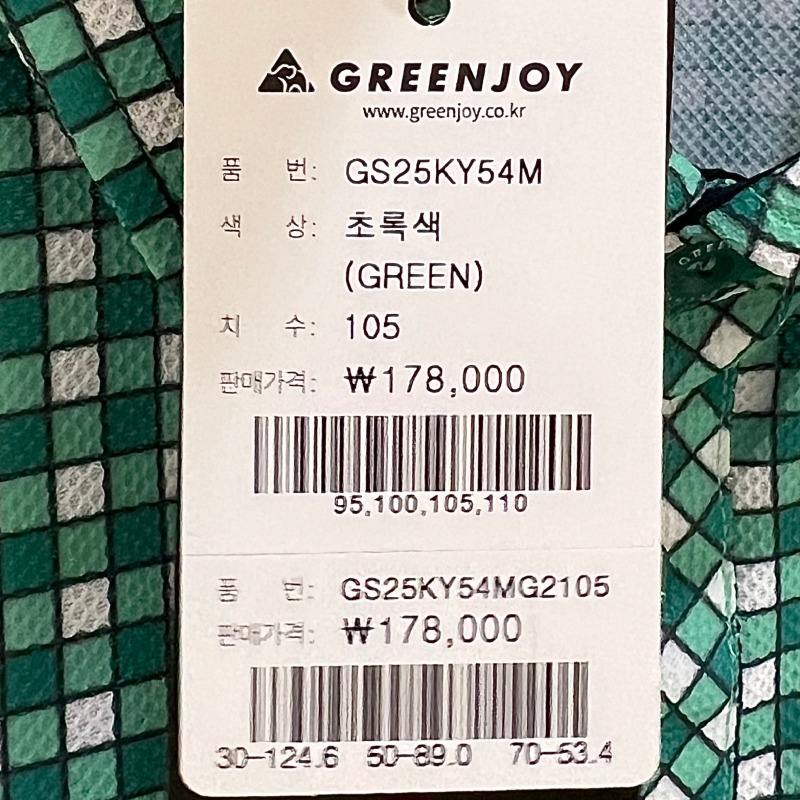 GREENJOY
www.greenjoy.co.kr
품 번: GS25KY54M
색 상: 초록색
(GREEN)
치 수: 105
판매가격: ₩178,000
95,100,105,110
품 번: GS25KY54MG2105
판매가격: ₩178,000
30-124.6 50-89.0 70-53.4